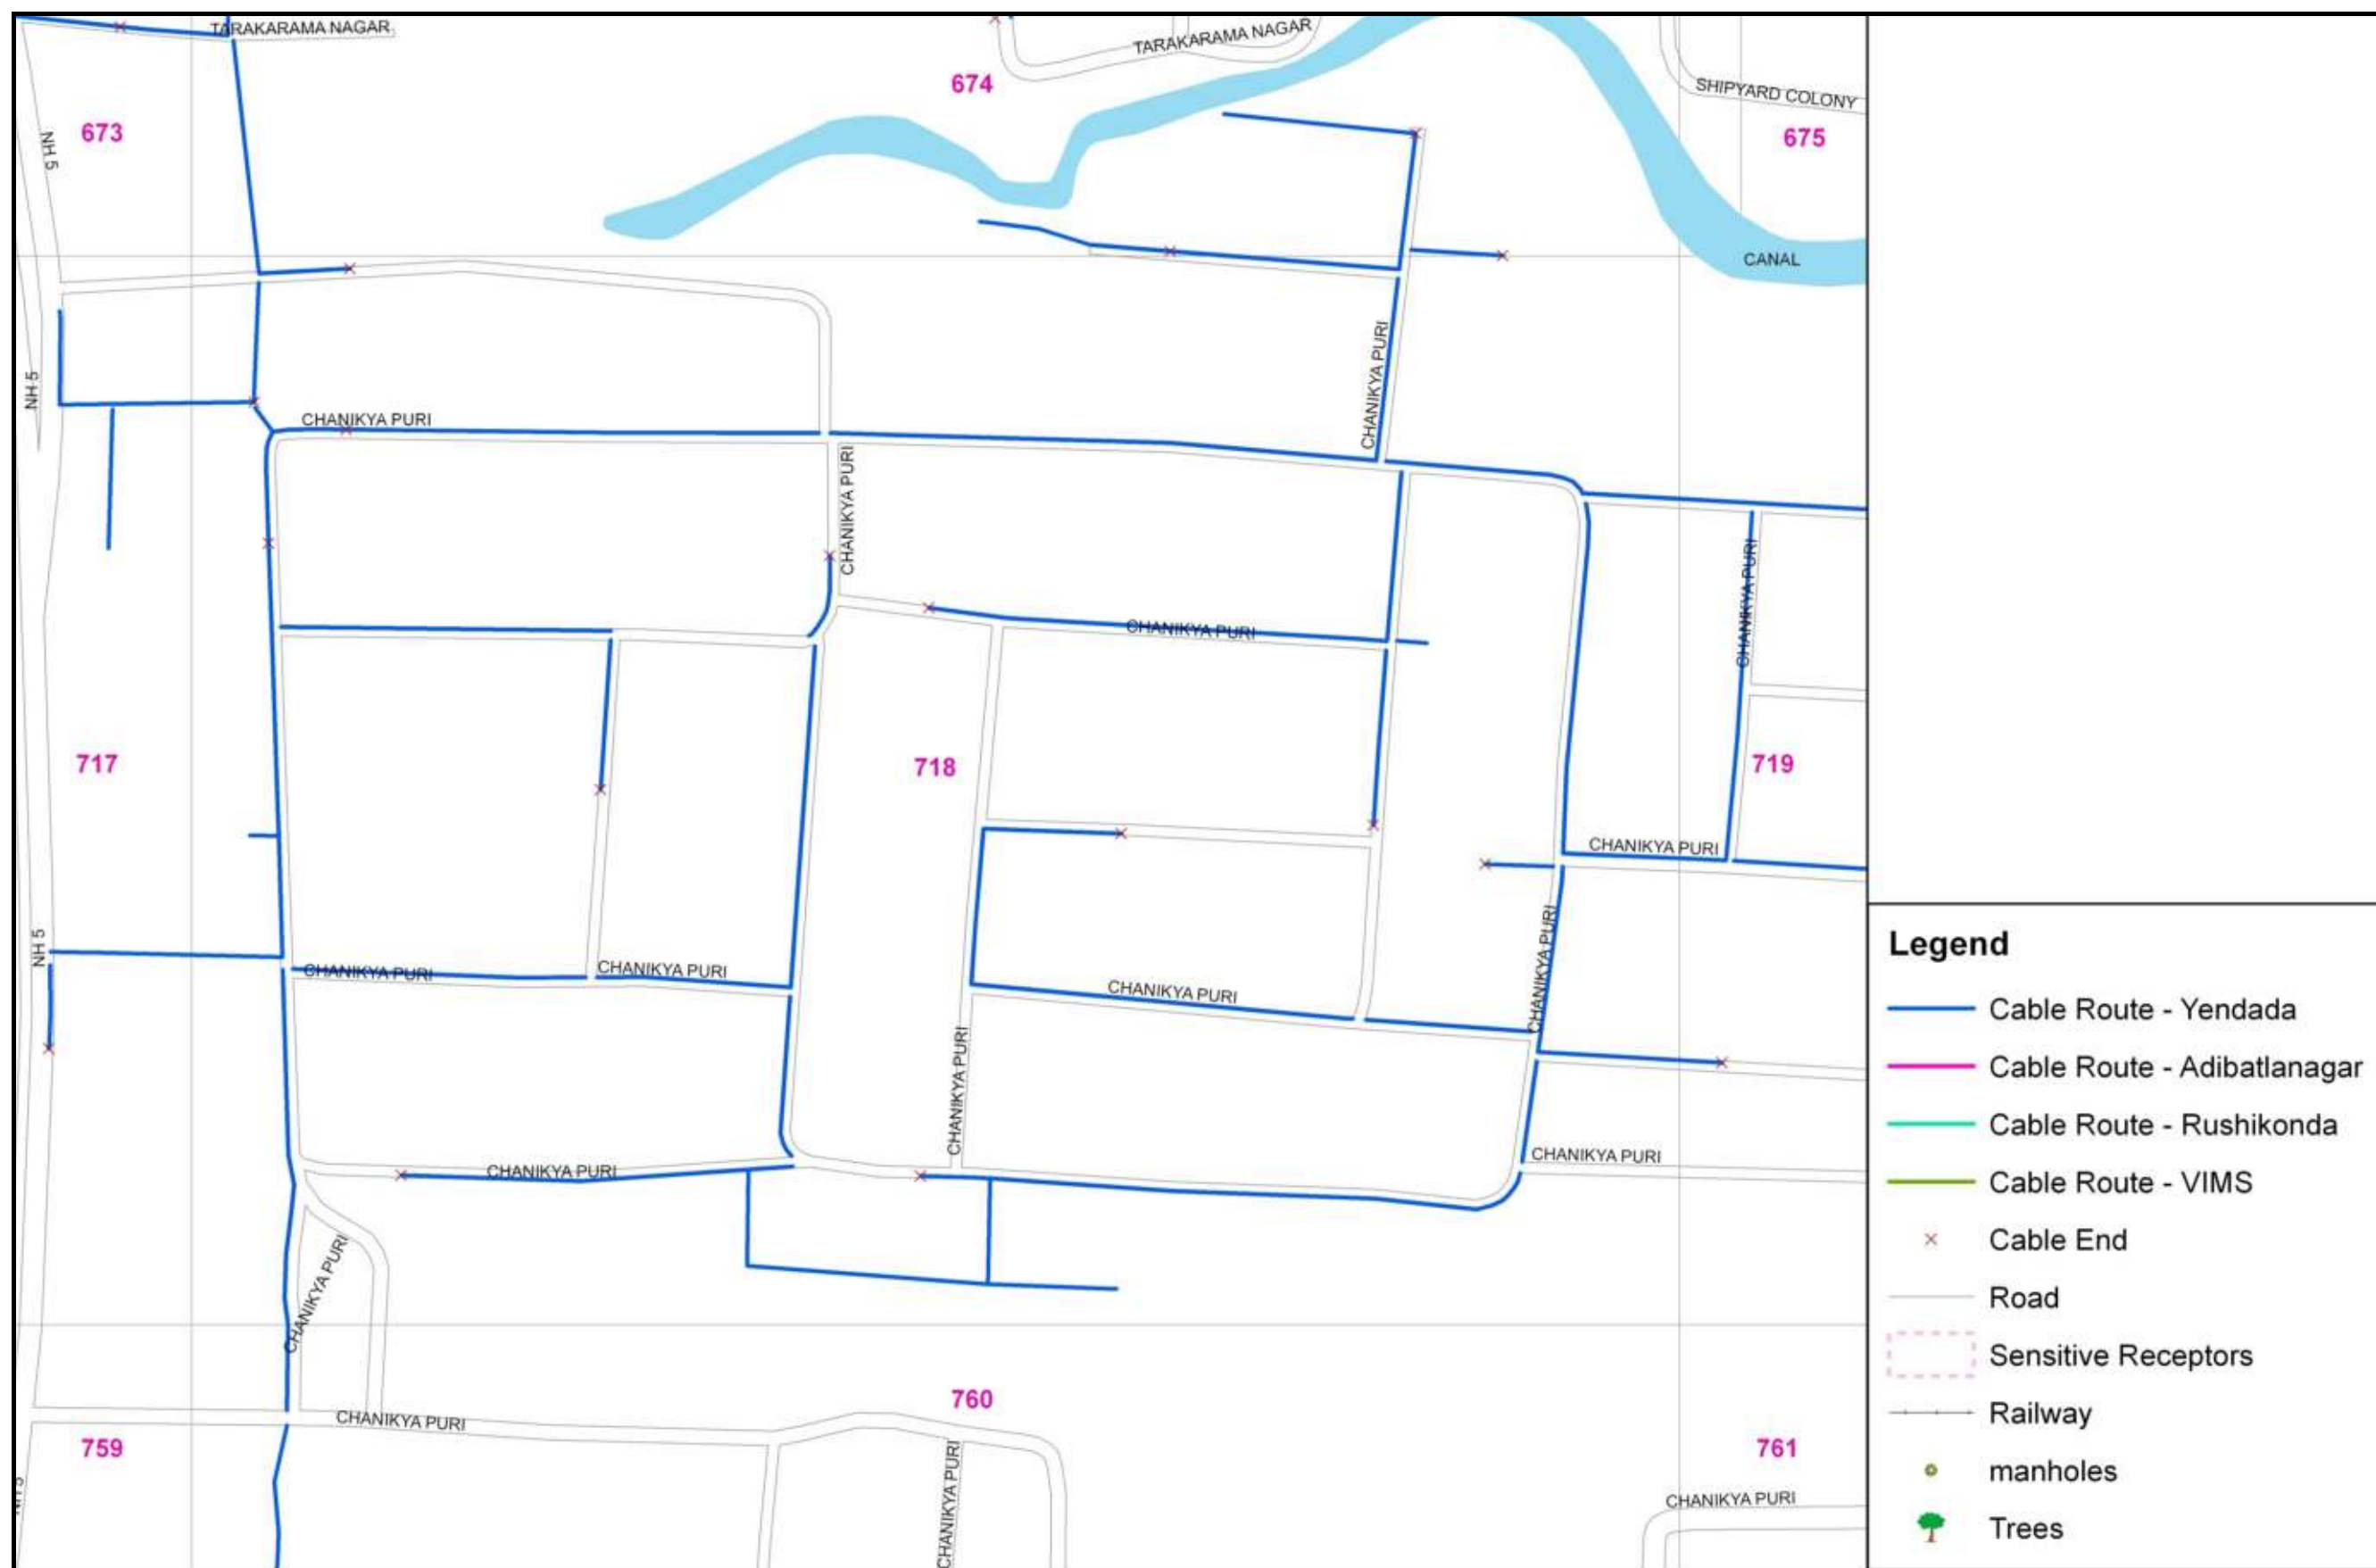 TARAKARAMA NAGAR
TARAKARAMA NAGAR
674
SHIPYARD COLONY
673
675
NH 5
CANAL
CHANIKYA PURI
NH 5
CHANIKYA PURI
CHANIKYA PURI
CHANIKYA PURI
CHANIKYA PURI
717
718
719
CHANIKYA PURI
NH 5
CHANIKYA PURI
CHANIKYA PURI
CHANIKYA PURI
CHANIKYA PURI
CHANIKYA PURI
CHANIKYA PURI
CHANIKYA PURI
CHANIKYA PURI
760
CHANIKYA PURI
759
761
CHANIKYA PURI
CHANIKYA PURI
Legend
Cable Route - Yendada
Cable Route - Adibatlanagar
Cable Route - Rushikonda
Cable Route - VIMS
Cable End
Road
Sensitive Receptors
Railway
manholes
Trees